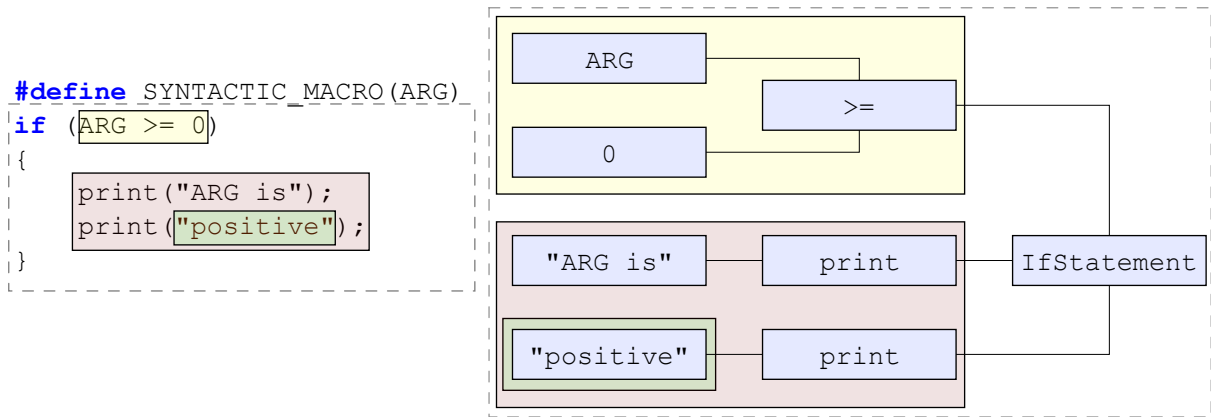 #define SYNTACTIC_MACRO(ARG)
if (ARG >= 0)
{
print("ARG is");
print("positive");
}
ARG
>=
0
"ARG is"
print
IfStatement
"positive"
print